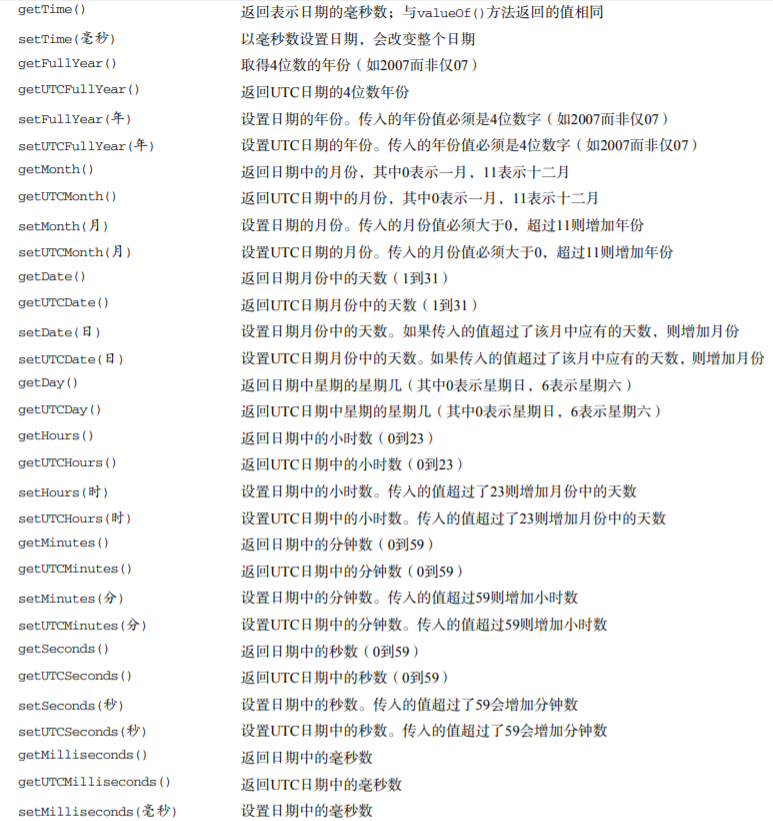 getTime() 返回表示日期的毫秒数；与valueOf()方法返回的值相同
setTime(毫秒) 以毫秒数设置日期，会改变整个日期
getFullYear() 取得4位数的年份（如2007而非仅07）
getUTCFullYear() 返回UTC日期的4位数年份
setFullYear(年) 设置日期的年份。传入的年份值必须是4位数字（如2007而非仅07）
setUTCFullYear(年) 设置UTC日期的年份。传入的年份值必须是4位数字（如2007而非仅07）
getMonth() 返回日期中的月份，其中0表示一月，11表示十二月
getUTCMonth() 返回UTC日期中的月份，其中0表示一月，11表示十二月
setMonth(月) 设置日期的月份。传入的月份值必须大于0，超过11则增加年份
setUTCMonth(月) 设置UTC日期的月份。传入的月份值必须大于0，超过11则增加年份
getDate() 返回日期月份中的天数（1到31）
getUTCDate() 返回UTC日期月份中的天数（1到31）
setDate(日) 设置日期月份中的天数。如果传入的值超过了该月中应有的天数，则增加月份
setUTCDate(日) 设置UTC日期月份中的天数。如果传入的值超过了该月中应有的天数，则增加月份
getDay() 返回日期中星期的星期几（其中0表示星期日，6表示星期六）
getUTCDay() 返回UTC日期中星期的星期几（其中0表示星期日，6表示星期六）
getHours() 返回日期中的小时数（0到23）
getUTCHours() 返回UTC日期中的小时数（0到23）
setHours(时) 设置日期中的小时数。传入的值超过了23则增加月份中的天数
setUTCHours(时) 设置UTC日期中的小时数。传入的值超过了23则增加月份中的天数
getMinutes() 返回日期中的分钟数（0到59）
getUTCMinutes() 返回UTC日期中的分钟数（0到59）
setMinutes(分) 设置日期中的分钟数。传入的值超过59则增加小时数
setUTCMinutes(分) 设置UTC日期中的分钟数。传入的值超过59则增加小时数
getSeconds() 返回日期中的秒数（0到59）
getUTCSeconds() 返回UTC日期中的秒数（0到59）
setSeconds(秒) 设置日期中的秒数。传入的值超过了59会增加分钟数
setUTCSeconds(秒) 设置UTC日期中的秒数。传入的值超过了59会增加分钟数
getMilliseconds() 返回日期中的毫秒数
getUTCMilliseconds() 返回UTC日期中的毫秒数
setMilliseconds(毫秒) 设置日期中的毫秒数